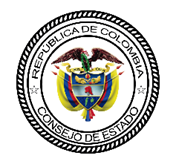 REPÚBLICA DE COLOMBIA
CONSEJO DE ESTADO